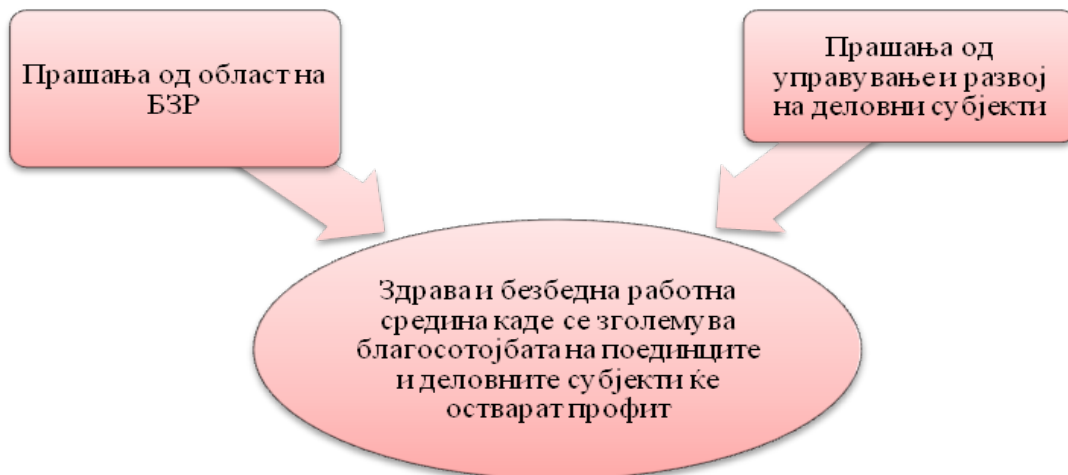 Прашања од област на
БЗР
Прашања од
управување и развој
на деловни субјекти
Здрава и безбедна работна
средина каде се зголемува
благосотојбата на поединците
и деловните субјекти ќе
остварат профит